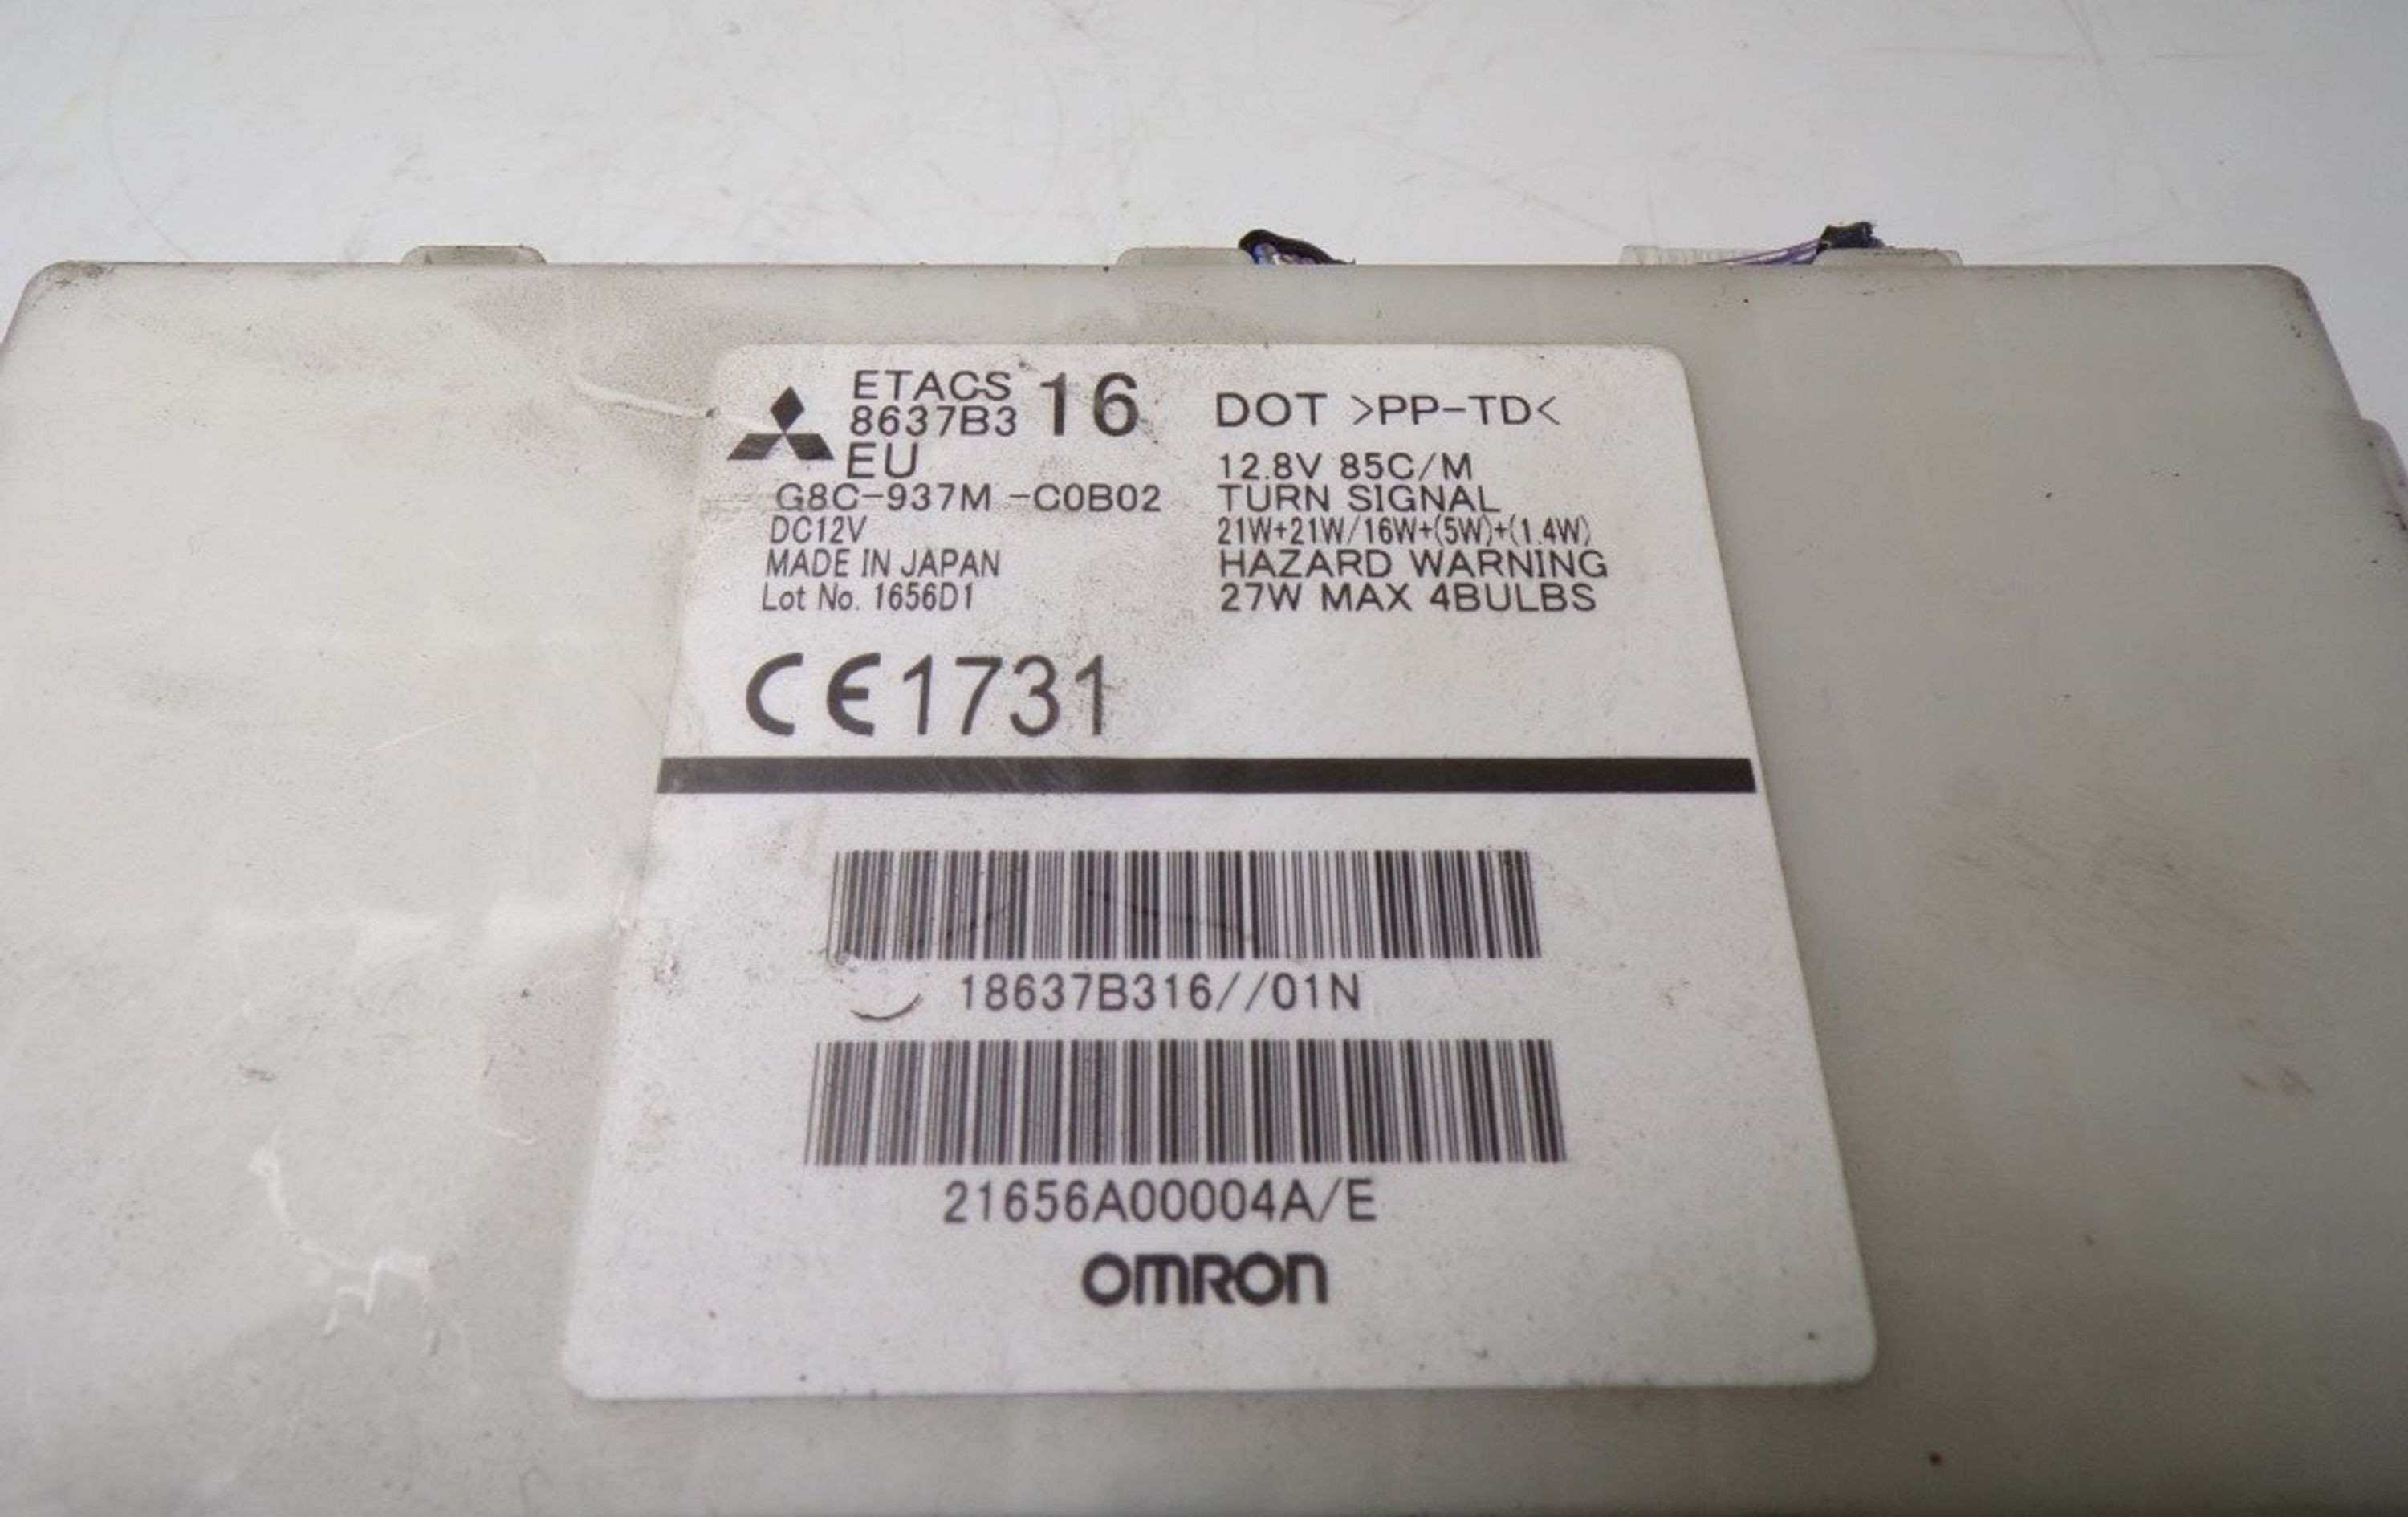 ETACS
8637B3 16
EU
G8C-937M -C0B02
DC12V
MADE IN JAPAN
Lot No. 1656D1
DOT >PP-TD<
12.8V 85C/M
TURN SIGNAL
21W+21W/16W+(5W)+(1.4W)
HAZARD WARNING
27W MAX 4BULBS
CE1731
18637B316//01N
21656A00004A/E
OMRON